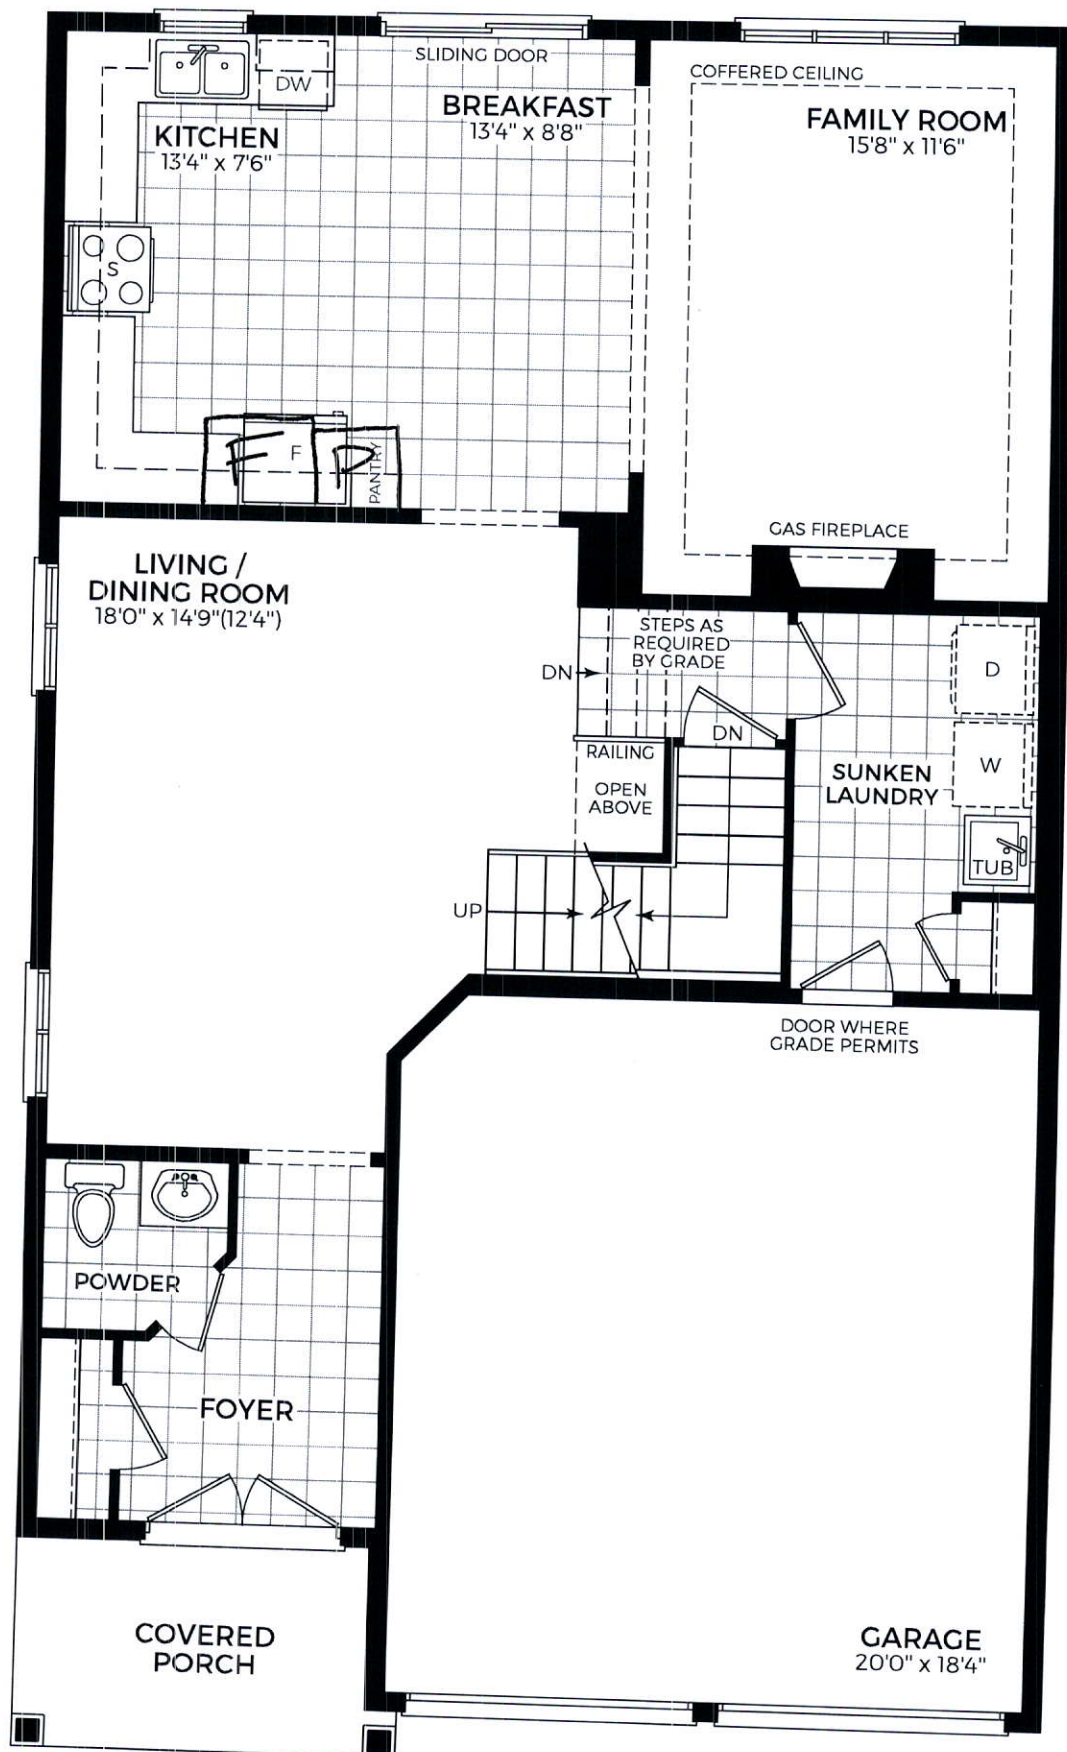 SLIDING DOOR
DW
KITCHEN
13'4" x 7'6"
BREAKFAST
13'4" x 8'8"
COFFERED CEILING
FAMILY ROOM
15'8" x 11'6"
S
F
F
P
PANTRY
GAS FIREPLACE
LIVING /
DINING ROOM
18'0" x 14'9"(12'4")
STEPS AS
REQUIRED
BY GRADE
DN
DN
D
RAILING
OPEN
ABOVE
W
SUNKEN
LAUNDRY
TUB
UP
DOOR WHERE
GRADE PERMITS
POWDER
FOYER
COVERED
PORCH
GARAGE
20'0" x 18'4"